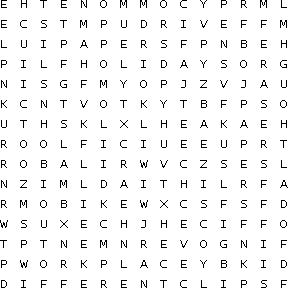 E H T E N O M M O C Y P R M L
E C S T M P U D R I V E F F M
L U I P A P E R S F P N B E H
P I L F H O L I D A Y S O R G
N I S G F M Y O P J Z V J A U
K C N T V O T K Y T B F P S O
U T H S K L X L H E A K A E H
R O O L F I C I U E E U P R T
R O B A L I R W V C Z S E S L
N Z I M L D A I T H I L R F A
R M O B I K E W X C S F S F D
W S U X E C H J H E C I F F O
T P T N E M N R E V O G N I F
P W O R K P L A C E Y B K I D
D I F F E R E N T C L I P S F